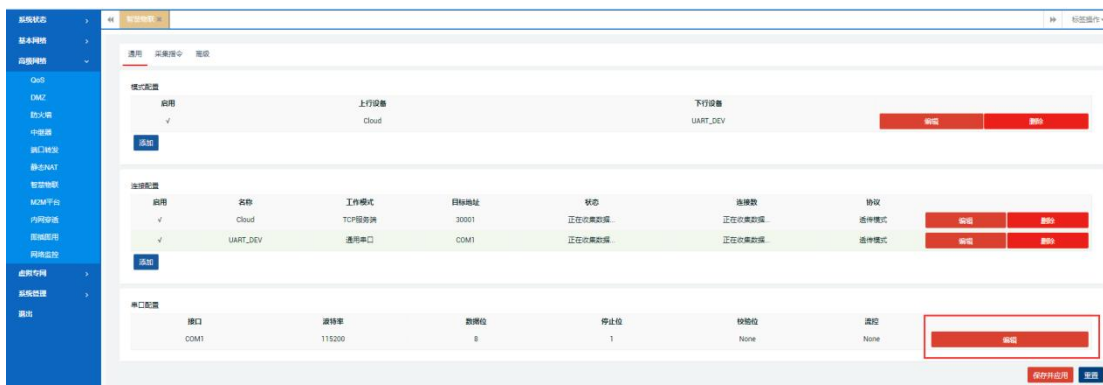 系统状态
基本网络
高级网络
QoS
DMZ
防火墙
中继器
端口转发
静态NAT
智慧物联
M2M平台
内网穿透
网络监控
虚拟专网
系统管理
退出
智慧物联
标签操作
通用 采集指令 高级
模式配置
启用 上行设备 下行设备
√ Cloud UART_DEV 编辑 删除
添加
连接配置
启用 名称 工作模式 目标地址 状态 连接数 协议
√ Cloud TCP服务端 30001 正在收集数据... 正在收集数据... 透传模式 编辑 删除
√ UART_DEV 通用串口 COM1 正在收集数据... 正在收集数据... 透传模式 编辑 删除
添加
串口配置
接口 波特率 数据位 停止位 校验位 流控
COM1 115200 8 1 None None 编辑
保存并应用 重置